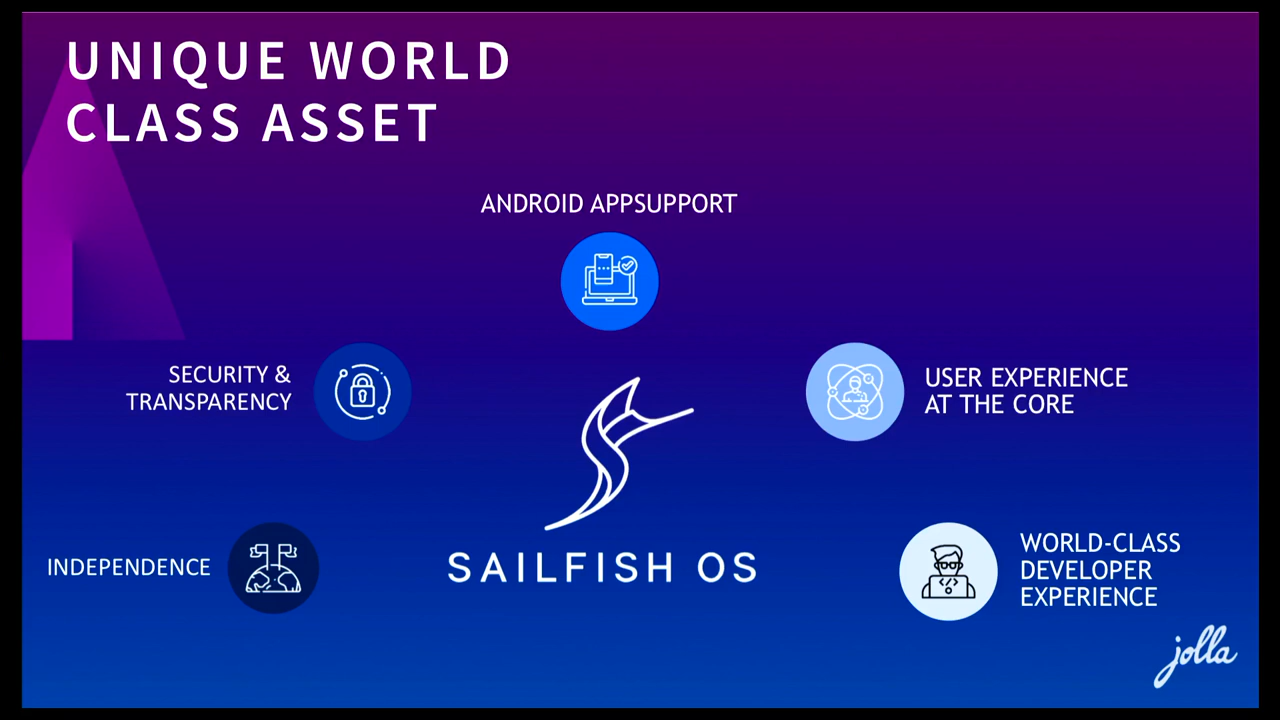 UNIQUE WORLD
CLASS ASSET
ANDROID APPSUPPORT
SECURITY &
TRANSPARENCY
USER EXPERIENCE
AT THE CORE
INDEPENDENCE
SAILFISH OS
WORLD-CLASS
DEVELOPER
EXPERIENCE
jolla